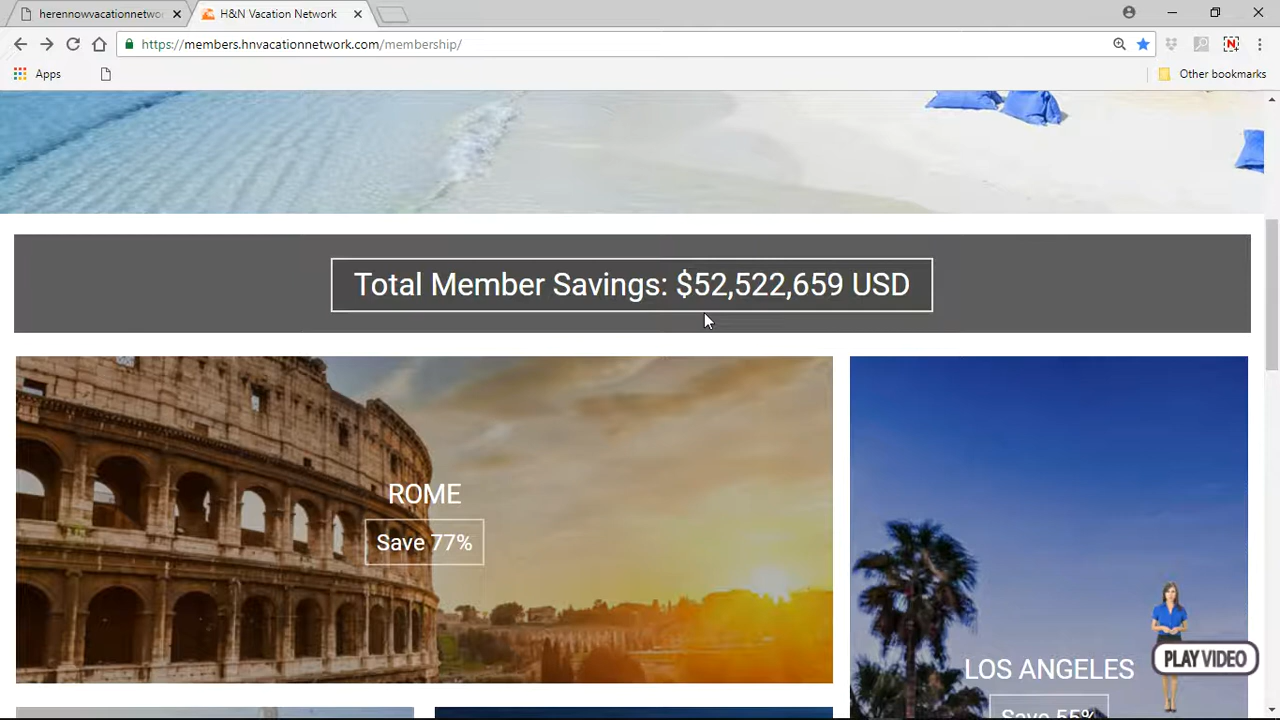 herennowvacationnetwo
H&N Vacation Network
https://members.hnvacationnetwork.com/membership/
N
Apps
Other bookmarks
Total Member Savings: $52,522,659 USD
ROME
Save 77%
LOS ANGELES
Save 55%
PLAY VIDEO